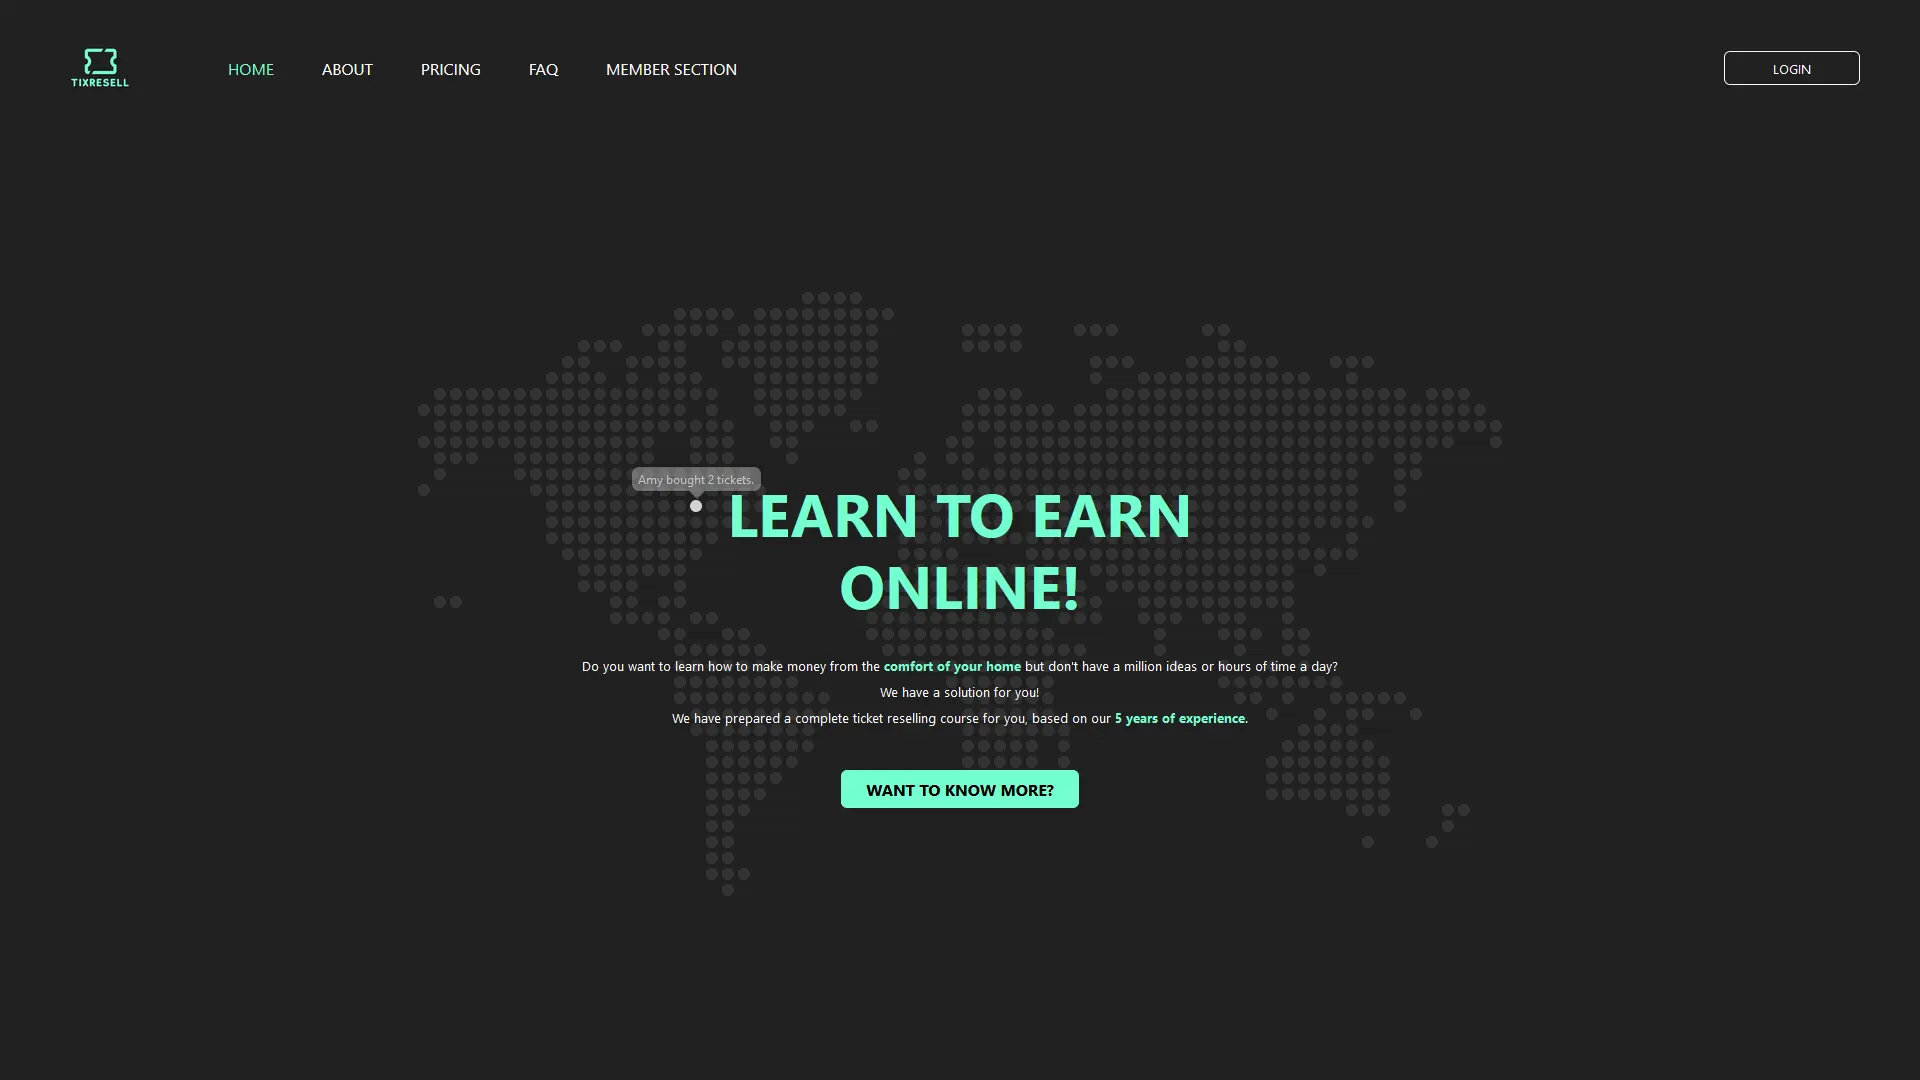 TIXRESELL
HOME
ABOUT
PRICING
FAQ
MEMBER SECTION
LOGIN
Amy bought 2 tickets.
LEARN TO EARN
ONLINE!
Do you want to learn how to make money from the comfort of your home but don't have a million ideas or hours of time a day?
We have a solution for you!
We have prepared a complete ticket reselling course for you, based on our 5 years of experience.
WANT TO KNOW MORE?